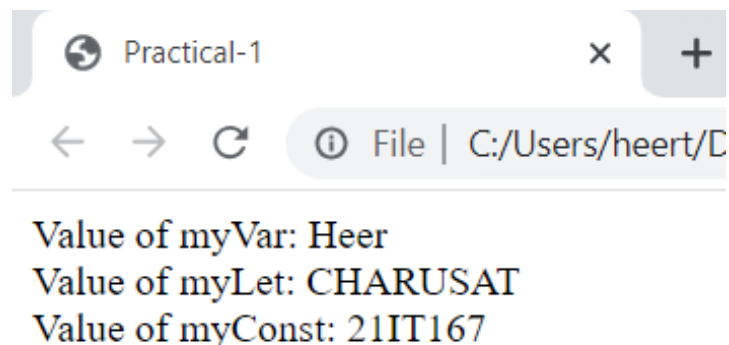 Practical-1
File | C:/Users/heert/D
Value of myVar: Heer
Value of myLet: CHARUSAT
Value of myConst: 21IT167